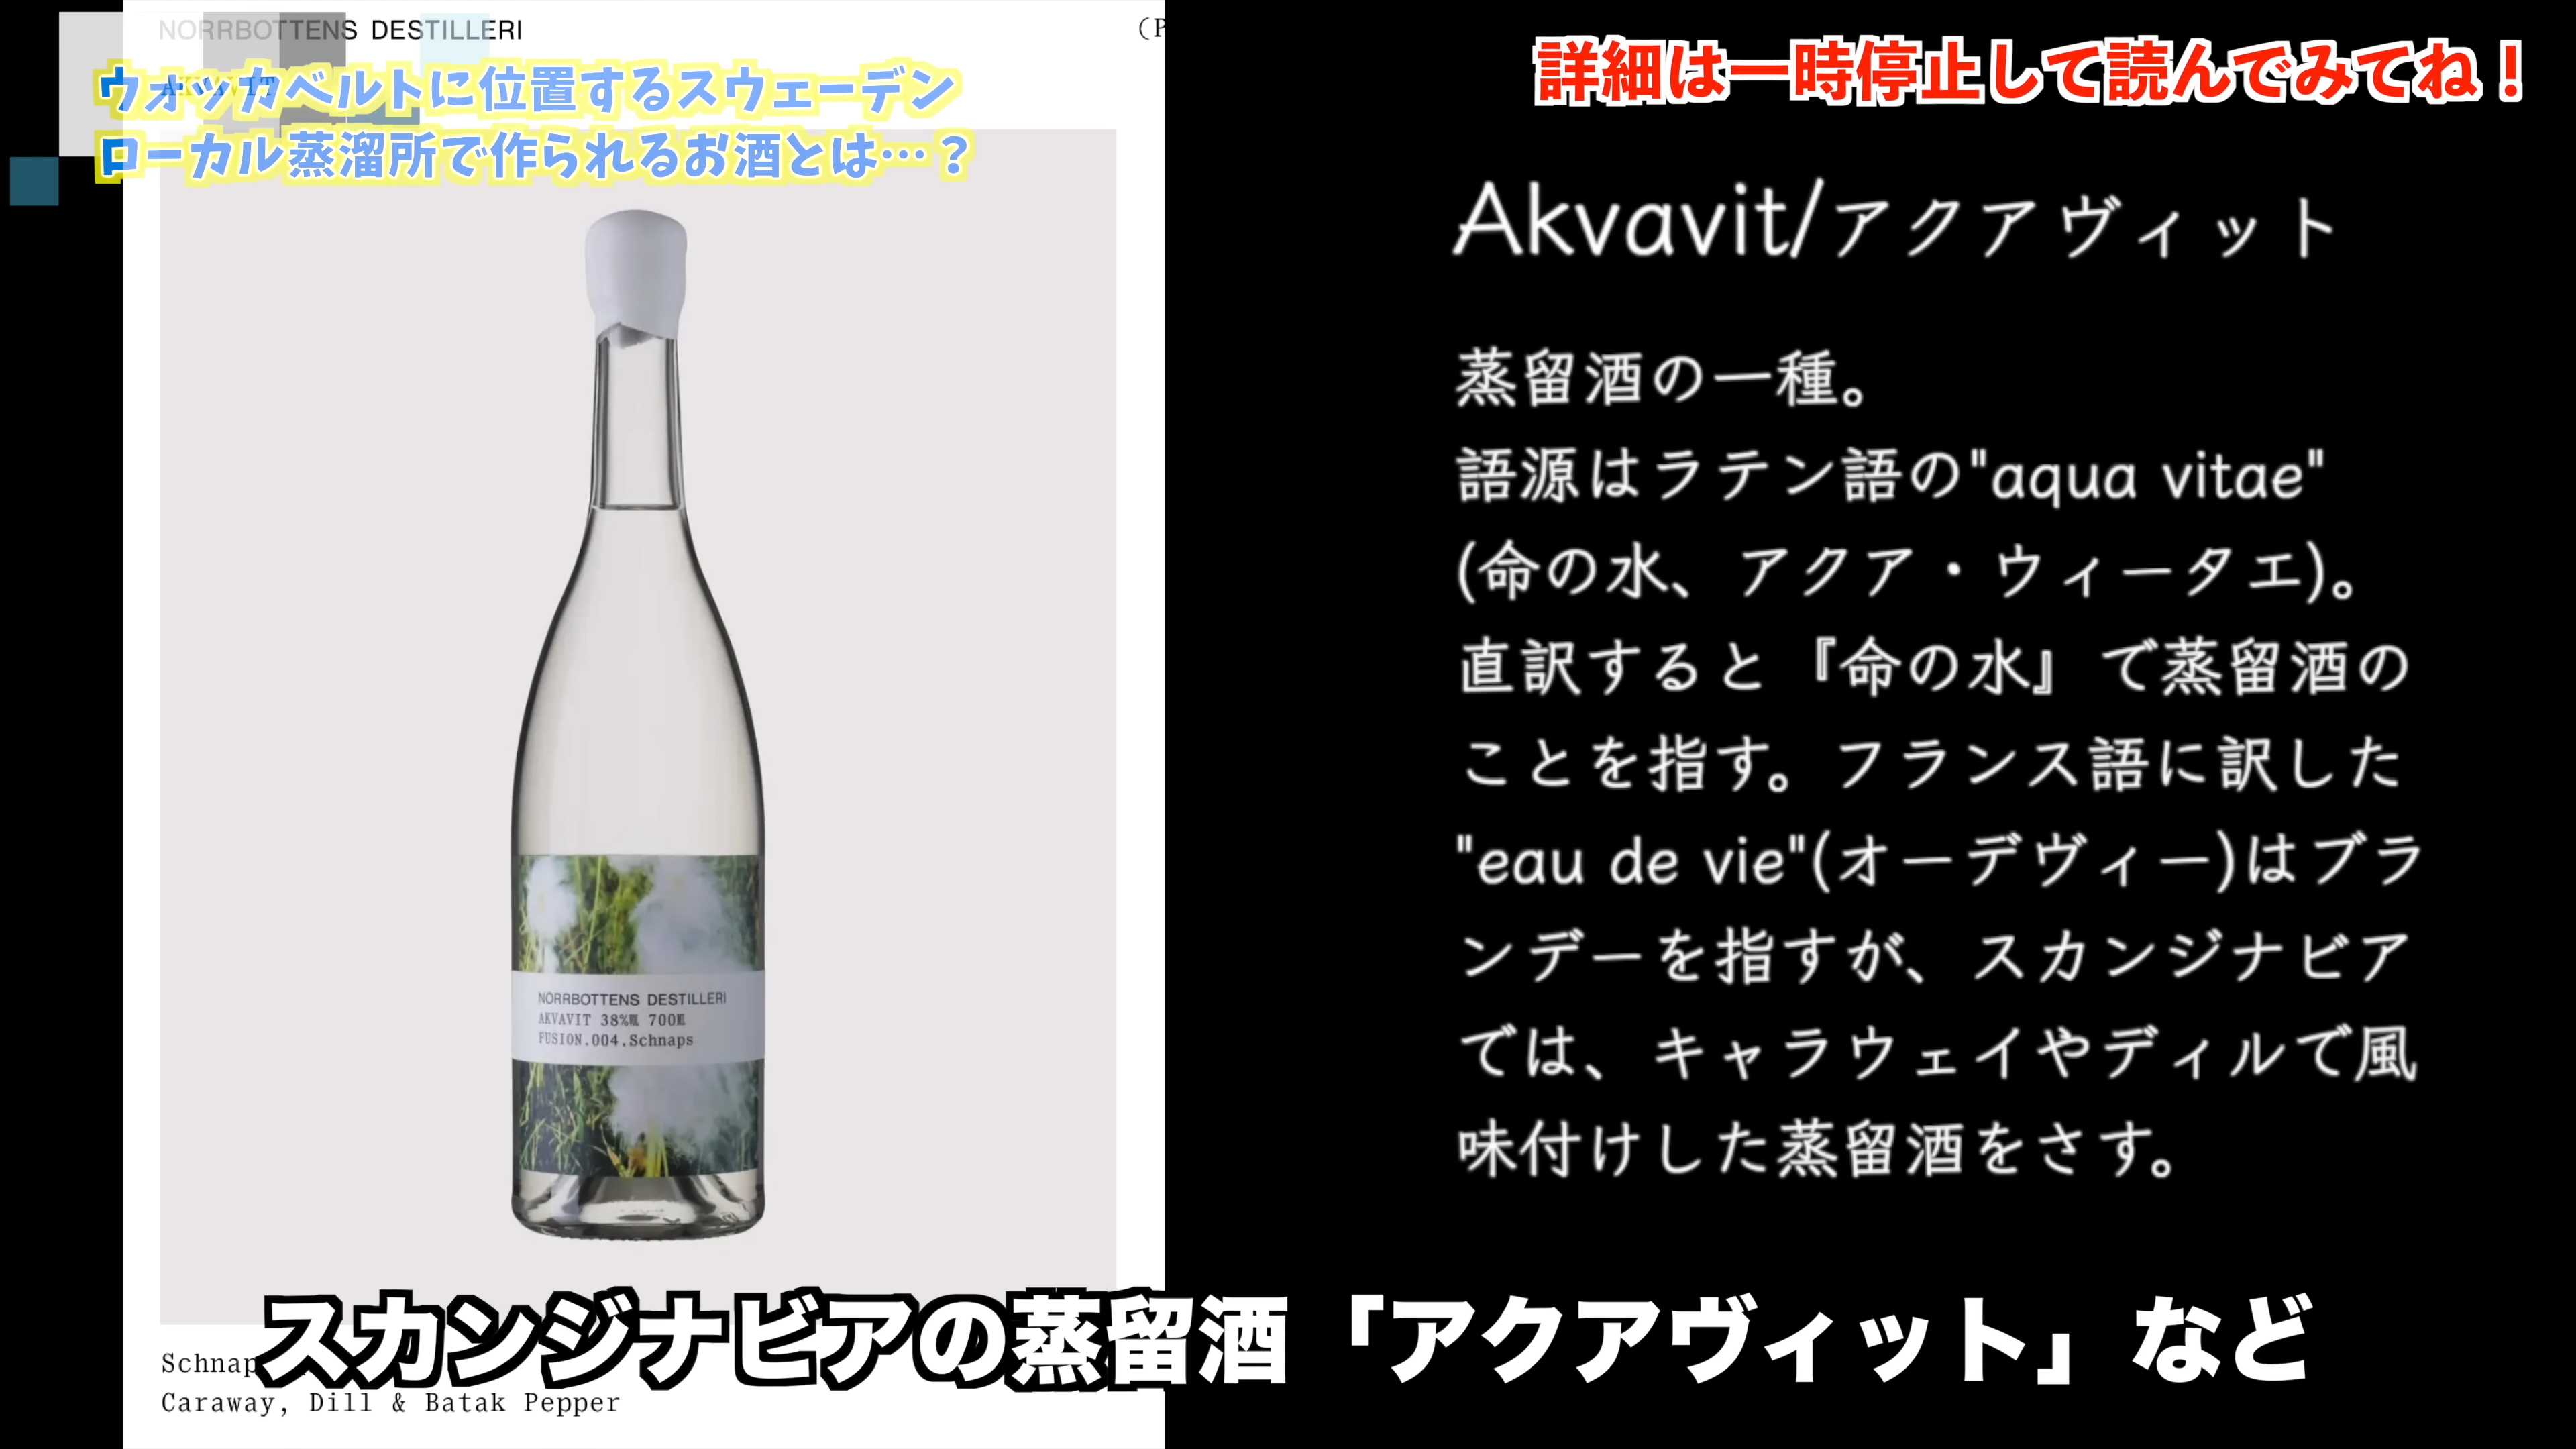 NORRBOTTENS DESTILLERI
(P
AKVAVIT
ウォッカベルトに位置するスウェーデン
ローカル蒸溜所で作られるお酒とは…？
詳細は一時停止して読んでみてね！
Akvavit/アクアヴィット
蒸留酒の一種。
語源はラテン語の"aqua vitae"
(命の水、アクア・ウィータエ)。
直訳すると『命の水』で蒸留酒の
ことを指す。フランス語に訳した
"eau de vie"(オーデヴィー)はブラ
ンデーを指すが、スカンジナビア
では、キャラウェイやディルで風
味付けした蒸留酒をさす。
NORRBOTTENS DESTILLERI
AKVAVIT 38% 700ML
FUSION.004.Schnaps
スカンジナビアの蒸留酒「アクアヴィット」など
Schnap
Caraway, Dill & Batak Pepper